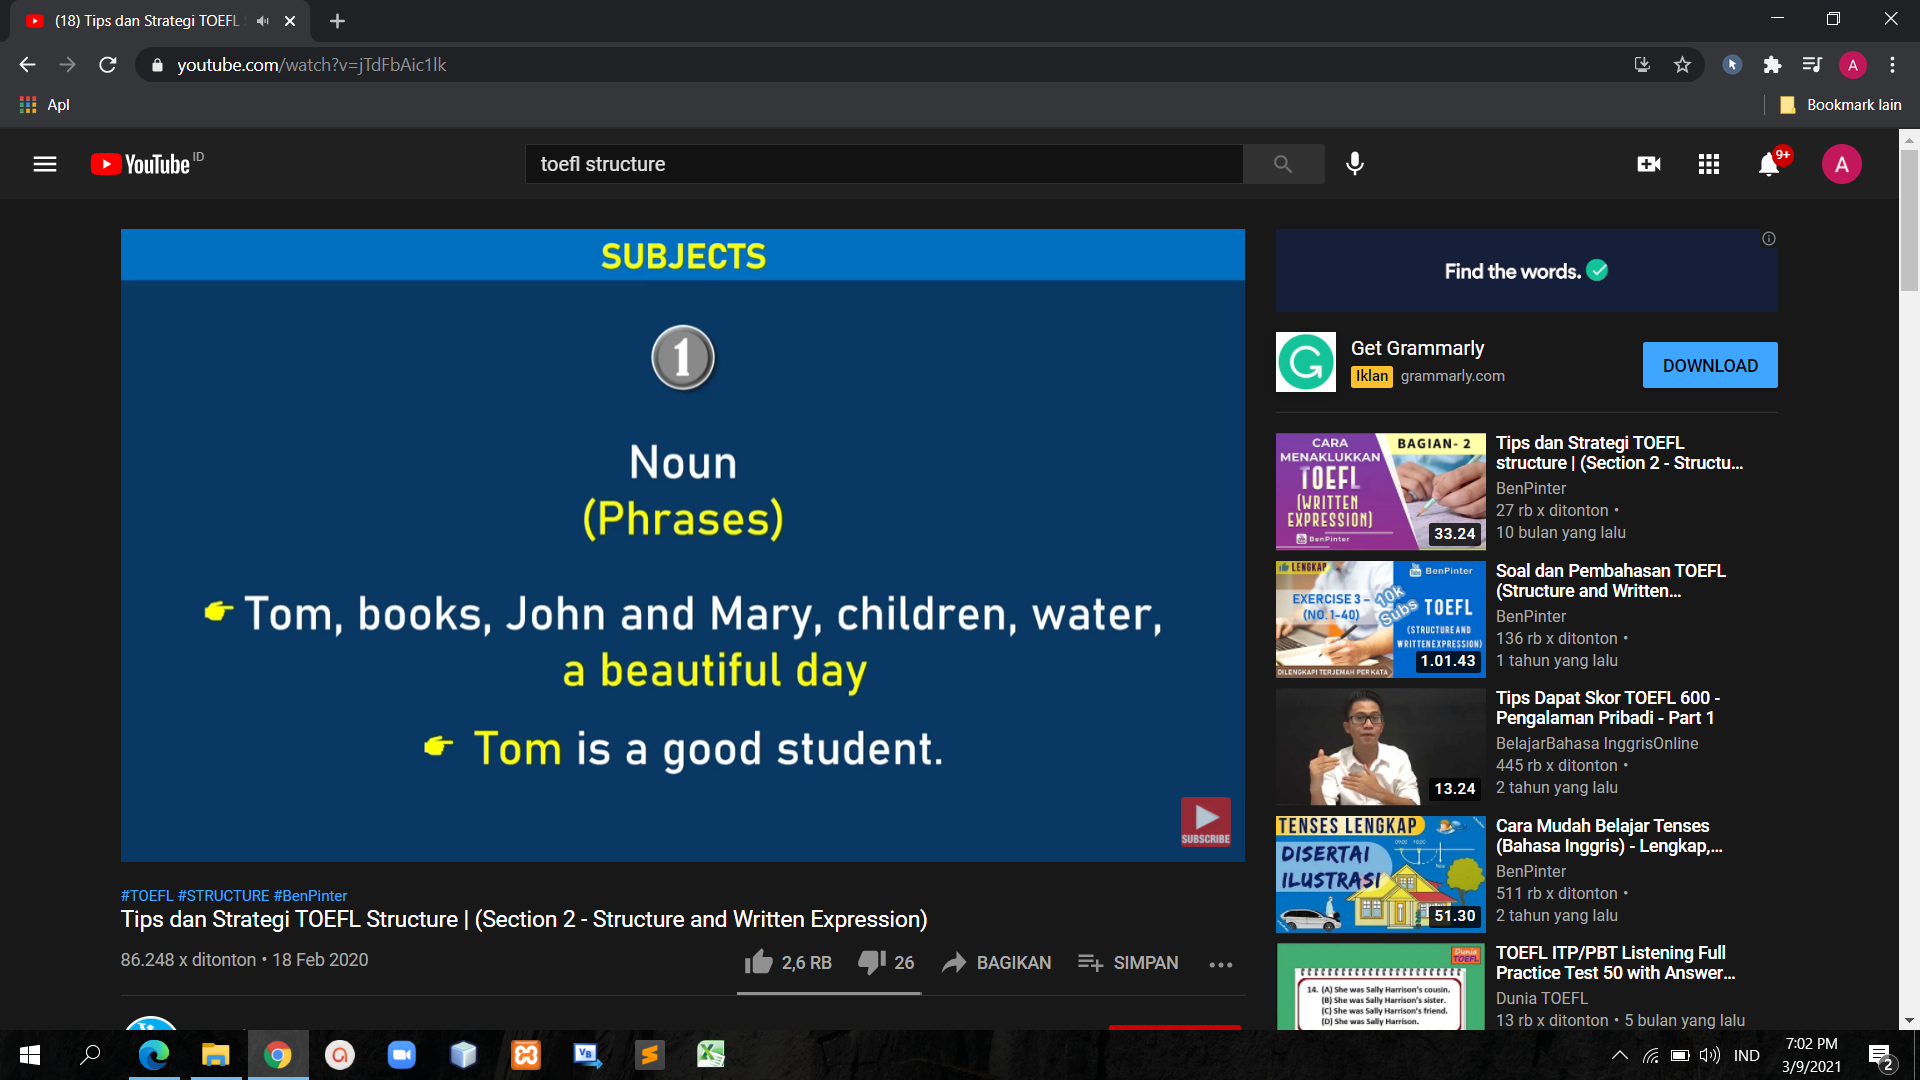 (18) Tips dan Strategi TOEFL
youtube.com/watch?v=jTdFbAic1lk
A
Apl
Bookmark lain
YouTube ID
toefl structure
9+
A
SUBJECTS
1
Noun
(Phrases)
Tom, books, John and Mary, children, water,
a beautiful day
Tom is a good student.
SUBSCRIBE
#TOEFL #STRUCTURE #BenPinter
Tips dan Strategi TOEFL Structure | (Section 2 - Structure and Written Expression)
86.248 x ditonton • 18 Feb 2020
2,6 RB
26
BAGIKAN
SIMPAN
Find the words.
Get Grammarly
Iklan grammarly.com
DOWNLOAD
CARA
MENAKLUKKAN
TOEFL
(WRITTEN
EXPRESSION)
BenPinter
BAGIAN- 2
33.24
Tips dan Strategi TOEFL
structure | (Section 2 - Structu...
BenPinter
27 rb x ditonton •
10 bulan yang lalu
LENGKAP
BenPinter
EXERCISE 3 -
(NO. 1-40)
10k
Subs
TOEFL
(STRUCTURE AND
WRITTEN EXPRESSION)
DILENGKAPI TERJEMAH PER KATA
1.01.43
Soal dan Pembahasan TOEFL
(Structure and Written...
BenPinter
136 rb x ditonton •
1 tahun yang lalu
13.24
Tips Dapat Skor TOEFL 600 -
Pengalaman Pribadi - Part 1
BelajarBahasa InggrisOnline
445 rb x ditonton •
2 tahun yang lalu
TENSES LENGKAP
DISERTAI
ILUSTRASI
51.30
Cara Mudah Belajar Tenses
(Bahasa Inggris) - Lengkap,...
BenPinter
511 rb x ditonton •
2 tahun yang lalu
Dunia
TOEFL
14. (A) She was Sally Harrison's cousin.
(B) She was Sally Harrison's sister.
(C) She was Sally Harrison's friend.
(D) She was Sally Harrison.
TOEFL ITP/PBT Listening Full
Practice Test 50 with Answer...
Dunia TOEFL
13 rb x ditonton • 5 bulan yang lalu
IND
7:02 PM
3/9/2021
2